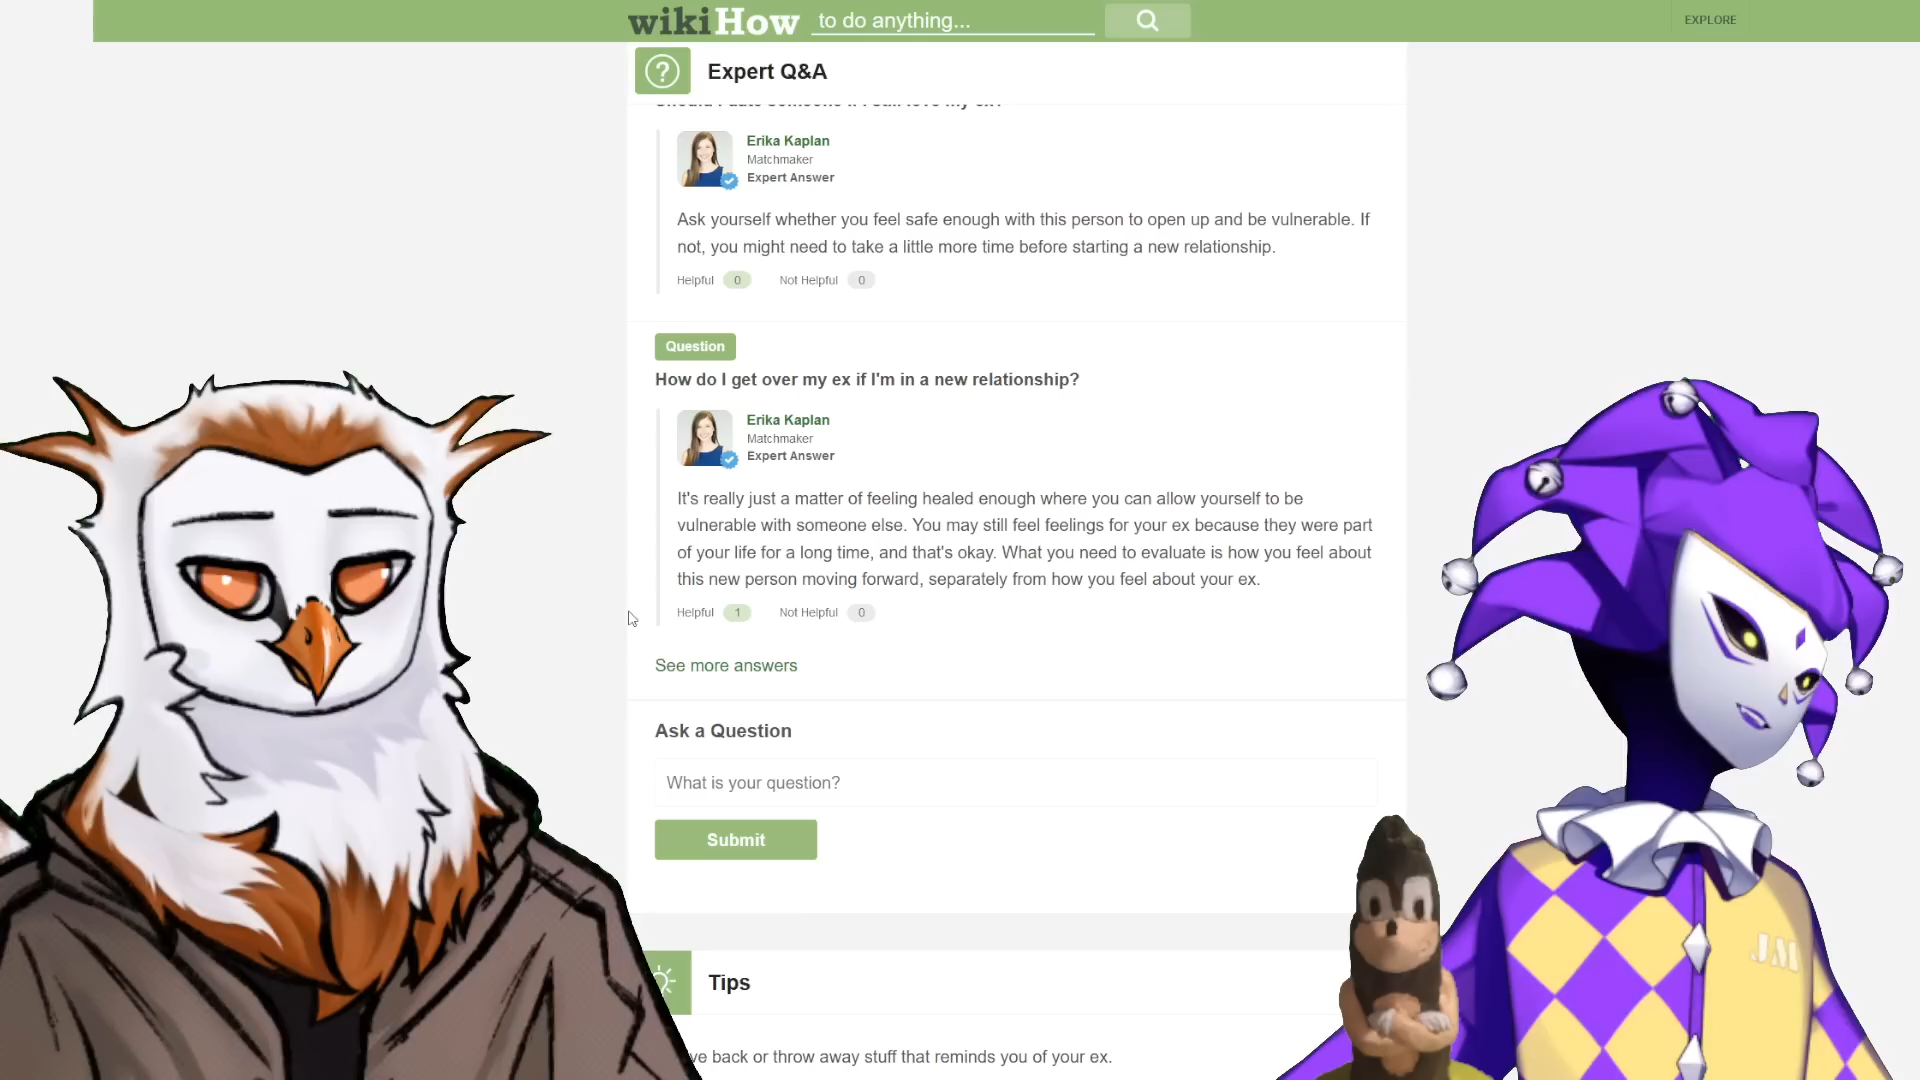 wikiHow to do anything...
EXPLORE
Expert Q&A
Should I date someone if I still love my ex?
Erika Kaplan
Matchmaker
Expert Answer
Ask yourself whether you feel safe enough with this person to open up and be vulnerable. If
not, you might need to take a little more time before starting a new relationship.
Helpful 0 Not Helpful 0
Question
How do I get over my ex if I'm in a new relationship?
Erika Kaplan
Matchmaker
Expert Answer
It's really just a matter of feeling healed enough where you can allow yourself to be
vulnerable with someone else. You may still feel feelings for your ex because they were part
of your life for a long time, and that's okay. What you need to evaluate is how you feel about
this new person moving forward, separately from how you feel about your ex.
Helpful 1 Not Helpful 0
See more answers
Ask a Question
What is your question?
Submit
Tips
ve back or throw away stuff that reminds you of your ex.
JM